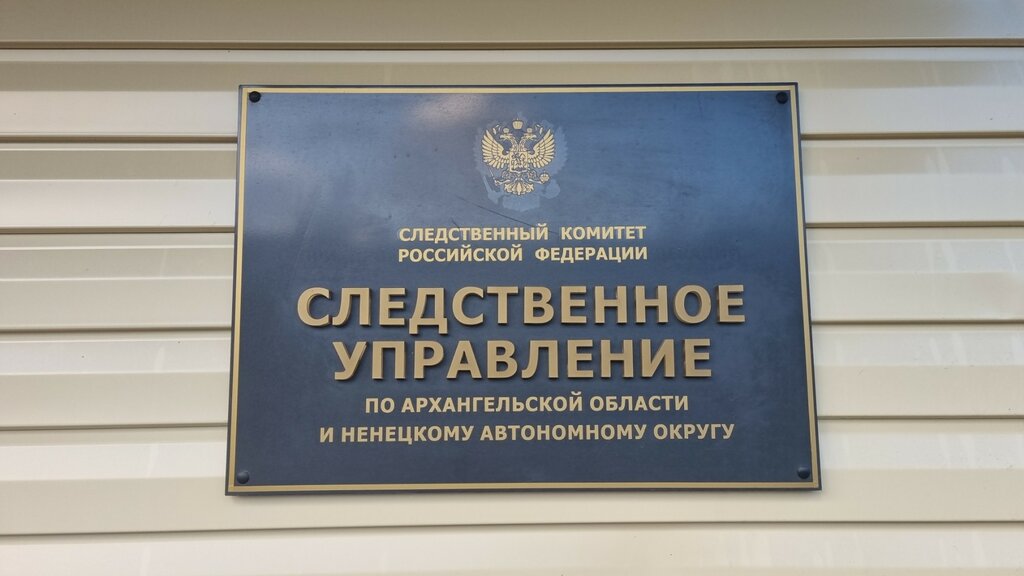 СЛЕДСТВЕННЫЙ КОМИТЕТ
РОССИЙСКОЙ ФЕДЕРАЦИИ
СЛЕДСТВЕННОЕ
УПРАВЛЕНИЕ
ПО АРХАНГЕЛЬСКОЙ ОБЛАСТИ
И НЕНЕЦКОМУ АВТОНОМНОМУ ОКРУГУ